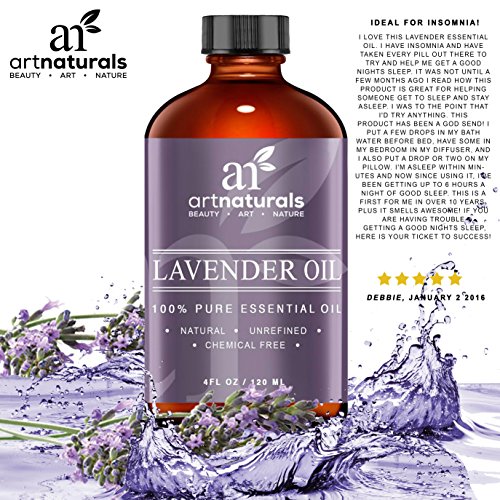 an
artnaturals
BEAUTY • ART • NATURE
IDEAL FOR INSOMNIA!
I LOVE THIS LAVENDER ESSENTIAL
OIL. I HAVE INSOMNIA AND HAVE
TAKEN EVERY PILL OUT THERE TO
TRY AND HELP ME GET A GOOD
NIGHTS SLEEP. IT WAS NOT UNTIL A
FEW MONTHS AGO I READ HOW THIS
PRODUCT IS GREAT FOR HELPING
SOMEONE GET TO SLEEP AND STAY
ASLEEP. I WAS TO THE POINT THAT
I'D TRY ANYTHING. THIS
PRODUCT HAS BEEN A GOD SEND! I
PUT A FEW DROPS IN MY BATH
WATER BEFORE BED, HAVE SOME IN
MY BEDROOM IN MY DIFFUSER, AND
I ALSO PUT A DROP OR TWO ON MY
PILLOW. I'M ASLEEP WITHIN MIN-
UTES AND NOW SINCE USING IT, I'VE
BEEN GETTING UP TO 6 HOURS A
NIGHT OF GOOD SLEEP. THIS IS A
FIRST FOR ME IN OVER 10 YEARS.
PLUS IT SMELLS AWESOME! IF YOU
ARE HAVING TROUBLE
GETTING A GOOD NIGHTS SLEEP,
HERE IS YOUR TICKET TO SUCCESS!
DEBBIE, JANUARY 2 2016
an
artnaturals
BEAUTY • ART • NATURE
LAVENDER OIL
100% PURE ESSENTIAL OIL
• NATURAL • UNREFINED •
• CHEMICAL FREE •
4FL OZ / 120 ML